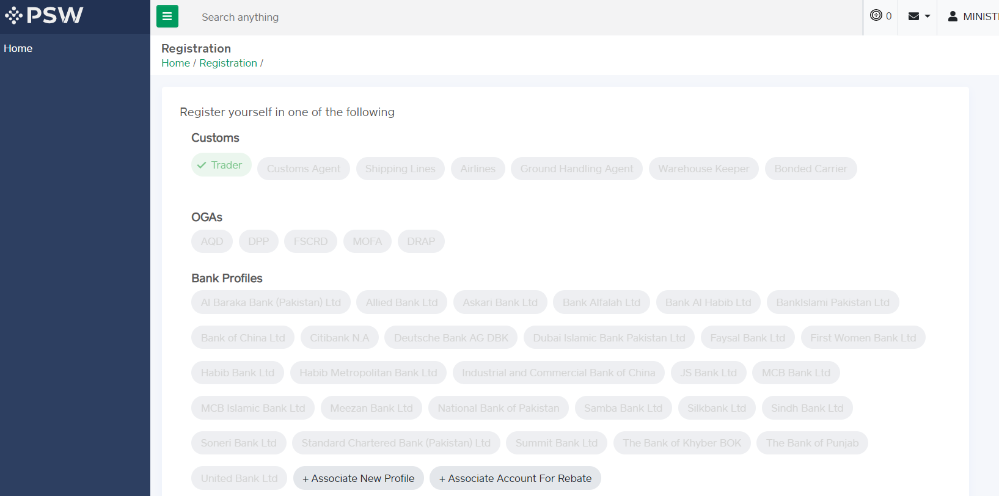 PSW
Search anything
0
MINISTI
Home
Registration
Home / Registration /
Register yourself in one of the following
Customs
Trader Customs Agent Shipping Lines Airlines Ground Handling Agent Warehouse Keeper Bonded Carrier
OGAs
AQD DPP FSCRD MOFA DRAP
Bank Profiles
Al Baraka Bank (Pakistan) Ltd Allied Bank Ltd Askari Bank Ltd Bank Alfalah Ltd Bank Al Habib Ltd BankIslami Pakistan Ltd
Bank of China Ltd Citibank N.A Deutsche Bank AG DBK Dubai Islamic Bank Pakistan Ltd Faysal Bank Ltd First Women Bank Ltd
Habib Bank Ltd Habib Metropolitan Bank Ltd Industrial and Commercial Bank of China JS Bank Ltd MCB Bank Ltd
MCB Islamic Bank Ltd Meezan Bank Ltd National Bank of Pakistan Samba Bank Ltd Silkbank Ltd Sindh Bank Ltd
Soneri Bank Ltd Standard Chartered Bank (Pakistan) Ltd Summit Bank Ltd The Bank of Khyber BOK The Bank of Punjab
United Bank Ltd + Associate New Profile + Associate Account For Rebate